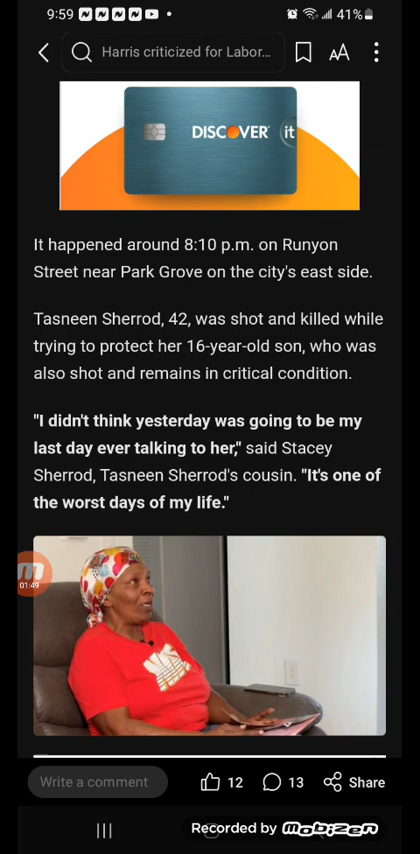 9:59 41%
Harris criticized for Labor... AA
DISCOVER it
It happened around 8:10 p.m. on Runyon
Street near Park Grove on the city's east side.
Tasneen Sherrod, 42, was shot and killed while
trying to protect her 16-year-old son, who was
also shot and remains in critical condition.
"I didn't think yesterday was going to be my
last day ever talking to her," said Stacey
Sherrod, Tasneen Sherrod's cousin. "It's one of
the worst days of my life."
01:49
Write a comment 12 13 Share
Recorded by mobizen